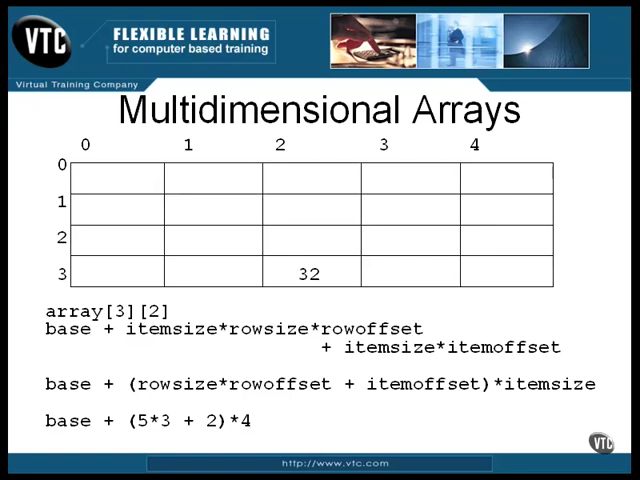 VTC
FLEXIBLE LEARNING
for computer based training
Virtual Training Company
Multidimensional Arrays
0 1 2 3 4
0
1
2
3 32
array[3][2]
base + itemsize*rowsize*rowoffset
+ itemsize*itemoffset
base + (rowsize*rowoffset + itemoffset)*itemsize
base + (5*3 + 2)*4
VTC
http://www.vtc.com